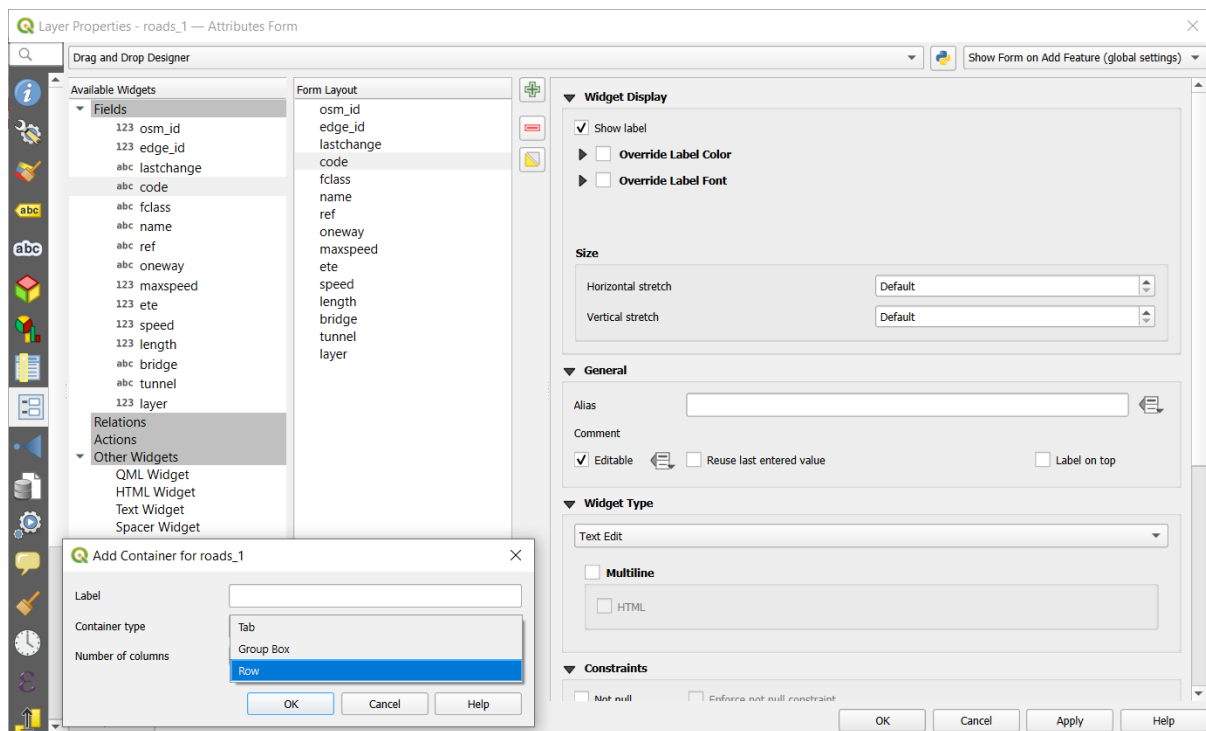 Layer Properties - roads_1 — Attributes Form
Drag and Drop Designer
Show Form on Add Feature (global settings)
Available Widgets
Fields
123 osm_id
123 edge_id
abc lastchange
abc code
abc fclass
abc name
abc ref
abc oneway
123 maxspeed
123 ete
123 speed
123 length
abc bridge
abc tunnel
123 layer
Relations
Actions
Other Widgets
QML Widget
HTML Widget
Text Widget
Spacer Widget
Form Layout
osm_id
edge_id
lastchange
code
fclass
name
ref
oneway
maxspeed
ete
speed
length
bridge
tunnel
layer
Widget Display
Show label
Override Label Color
Override Label Font
Size
Horizontal stretch
Default
Vertical stretch
Default
General
Alias
Comment
Editable
Reuse last entered value
Label on top
Widget Type
Text Edit
Multiline
HTML
Constraints
Not null
Enforce not null constraint
OK
Cancel
Apply
Help
Add Container for roads_1
Label
Container type
Tab
Group Box
Row
Number of columns
OK
Cancel
Help
abc
abc